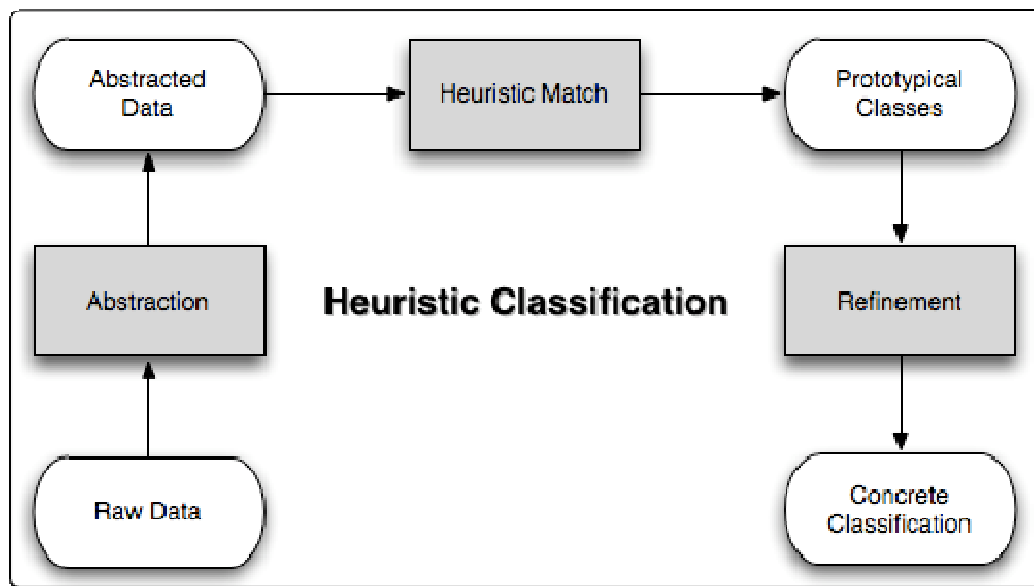 Abstracted
Data
Heuristic Match
Prototypical
Classes
Abstraction
Heuristic Classification
Refinement
Raw Data
Concrete
Classification